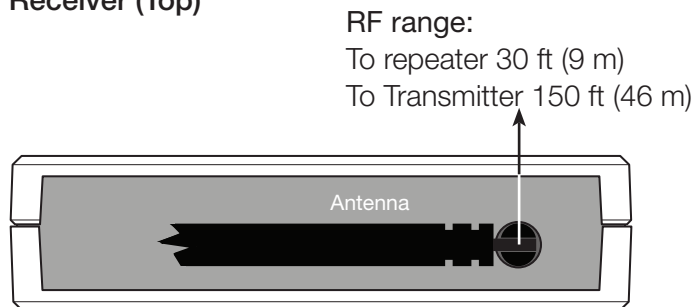 Receiver (Top)
RF range:
To repeater 30 ft (9 m)
To Transmitter 150 ft (46 m)
Antenna